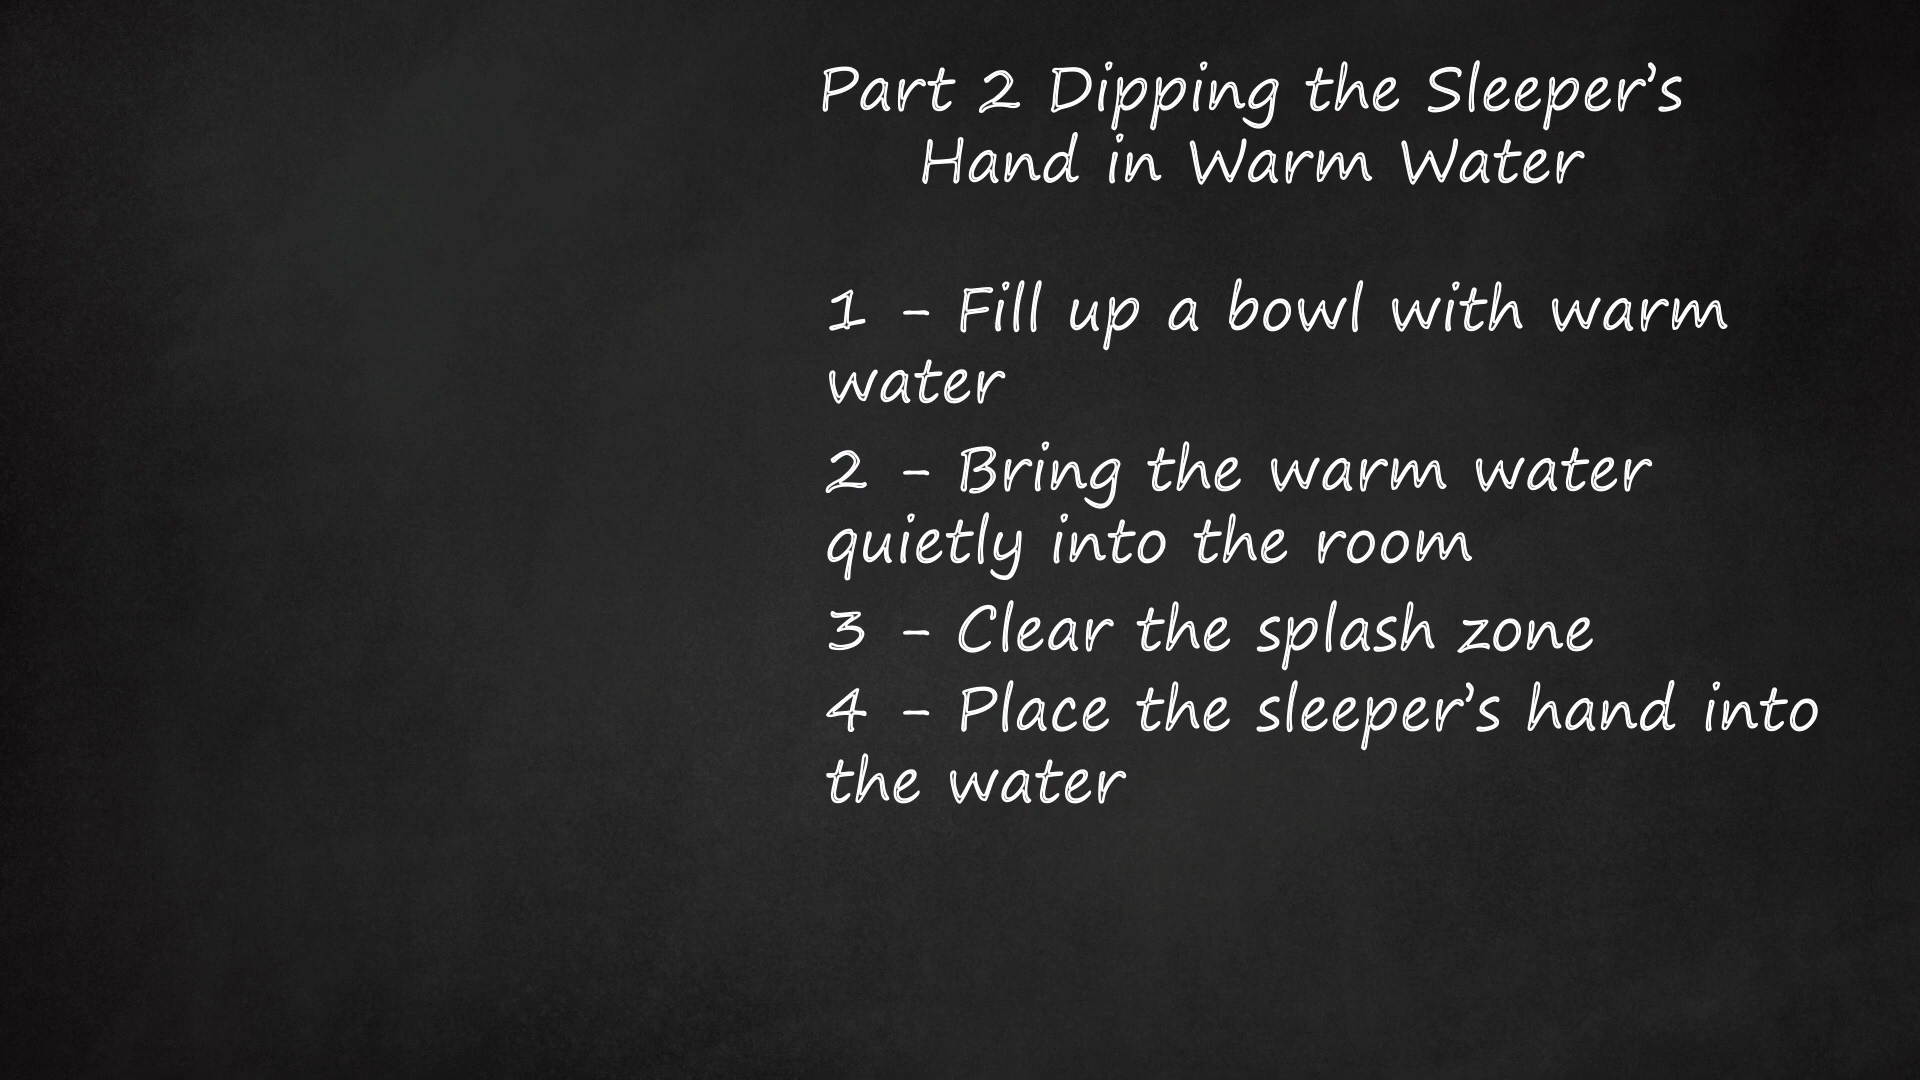 Part 2 Dipping the Sleeper’s
Hand in Warm Water
1 - Fill up a bowl with warm
water
2 - Bring the warm water
quietly into the room
3 - Clear the splash zone
4 - Place the sleeper’s hand into
the water